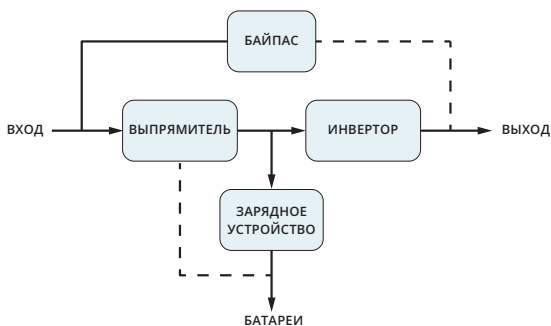 БАЙПАС
ВХОД
ВЫПРЯМИТЕЛЬ
ИНВЕРТОР
ВЫХОД
ЗАРЯДНОЕ
УСТРОЙСТВО
БАТАРЕИ